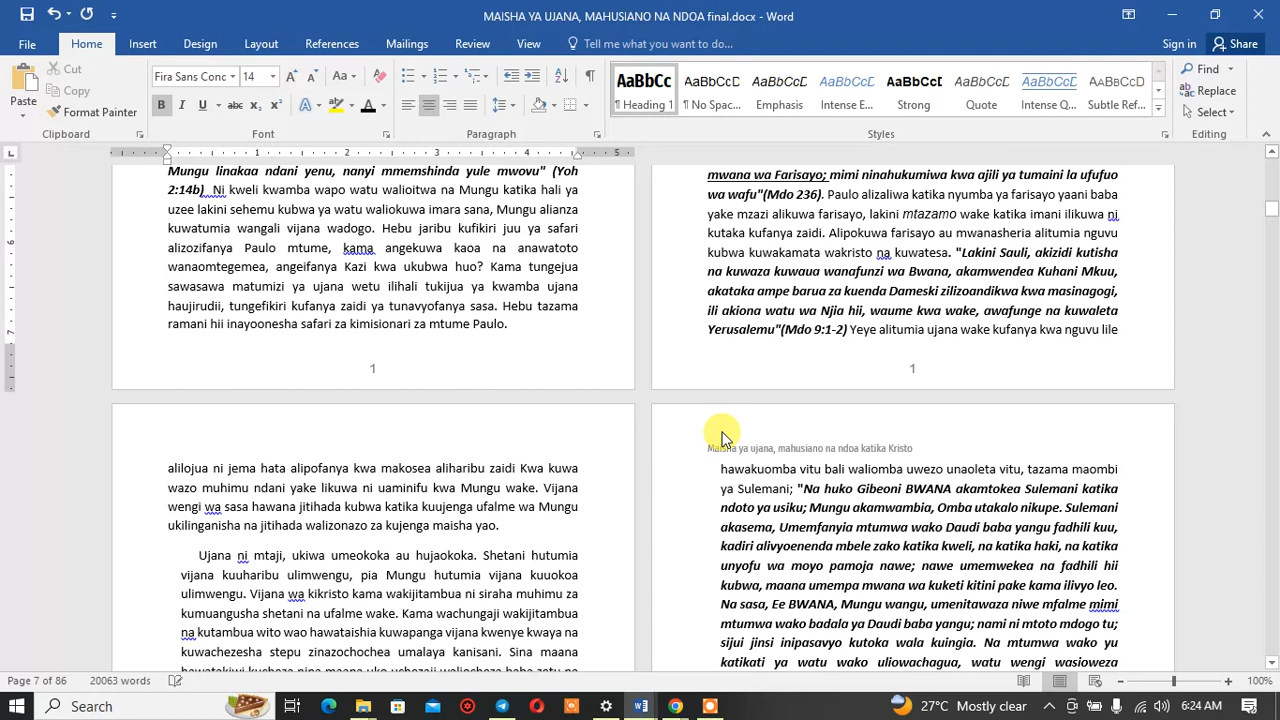 MAISHA YA UJANA, MAHUSIANO NA NDOA final.docx - Word
File Home Insert Design Layout References Mailings Review View Tell me what you want to do... Sign in Share
Paste
Cut
Copy
Format Painter
Clipboard
Fira Sans Conc 14
Font
Paragraph
AaBbCc AaBbCcD AaBbCcD AaBbCcD AaBbCcD AaBbCcD AaBbCcD AaBbCcD
¶ Heading 1 ¶ No Spac... Emphasis Intense E... Strong Quote Intense Q... Subtle Ref...
Styles
Find
Replace
Select
Editing
1 2 3 4 5
Mungu linakaa ndani yenu, nanyi mmemshinda yule mwovu" (Yoh
2:14b) Ni kweli kwamba wapo watu walioitwa na Mungu katika hali ya
uzee lakini sehemu kubwa ya watu waliokuwa imara sana, Mungu alianza
kuwatumia wangali vijana wadogo. Hebu jaribu kufikiri juu ya safari
alizozifanya Paulo mtume, kama angekuwa kaoa na anawatoto
wanaomtegemea, angeifanya Kazi kwa ukubwa huo? Kama tungejua
sawasawa matumizi ya ujana wetu ilihali tukijua ya kwamba ujana
haujirudii, tungefikiri kufanya zaidi ya tunavyofanya sasa. Hebu tazama
ramani hii inayoonesha safari za kimisionari za mtume Paulo.
1
mwana wa Farisayo; mimi ninahukumiwa kwa ajili ya tumaini la ufufuo
wa wafu"(Mdo 236). Paulo alizaliwa katika nyumba ya farisayo yaani baba
yake mzazi alikuwa farisayo, lakini mtazamo wake katika imani ilikuwa ni
kutaka kufanya zaidi. Alipokuwa farisayo au mwanasheria alitumia nguvu
kubwa kuwakamata wakristo na kuwatesa. "Lakini Sauli, akizidi kutisha
na kuwaza kuwaua wanafunzi wa Bwana, akamwendea Kuhani Mkuu,
akataka ampe barua za kuenda Dameski zilizoandikwa kwa masinagogi,
ili akiona watu wa Njia hii, waume kwa wake, awafunge na kuwaleta
Yerusalemu"(Mdo 9:1-2) Yeye alitumia ujana wake kufanya kwa nguvu lile
1
alilojua ni jema hata alipofanya kwa makosea aliharibu zaidi Kwa kuwa
wazo muhimu ndani yake likuwa ni uaminifu kwa Mungu wake. Vijana
wengi wa sasa hawana jitihada kubwa katika kuujenga ufalme wa Mungu
ukilinganisha na jitihada walizonazo za kujenga maisha yao.
Ujana ni mtaji, ukiwa umeokoka au hujaokoka. Shetani hutumia
vijana kuuharibu ulimwengu, pia Mungu hutumia vijana kuuokoa
ulimwengu. Vijana wa kikristo kama wakijitambua ni siraha muhimu za
kumuangusha shetani na ufalme wake. Kama wachungaji wakijitambua
na kutambua wito wao hawataishia kuwapanga vijana kwenye kwaya na
kuwachezesha stepu zinazochochea umalaya kanisani. Sina maana
Maisha ya ujana, mahusiano na ndoa katika Kristo
hawakuomba vitu bali waliomba uwezo unaoleta vitu, tazama maombi
ya Sulemani; "Na huko Gibeoni BWANA akamtokea Sulemani katika
ndoto ya usiku; Mungu akamwambia, Omba utakalo nikupe. Sulemani
akasema, Umemfanyia mtumwa wako Daudi baba yangu fadhili kuu,
kadiri alivyoenenda mbele zako katika kweli, na katika haki, na katika
unyofu wa moyo pamoja nawe; nawe umemwekea na fadhili hii
kubwa, maana umempa mwana wa kuketi kitini pake kama ilivyo leo.
Na sasa, Ee BWANA, Mungu wangu, umenitawaza niwe mfalme mimi
mtumwa wako badala ya Daudi baba yangu; nami ni mtoto mdogo tu;
sijui jinsi inipasavyo kutoka wala kuingia. Na mtumwa wako yu
katikati ya watu wako uliowachagua, watu wengi wasioweza
Page 7 of 86 20063 words 100%
Search 27°C Mostly clear 6:24 AM